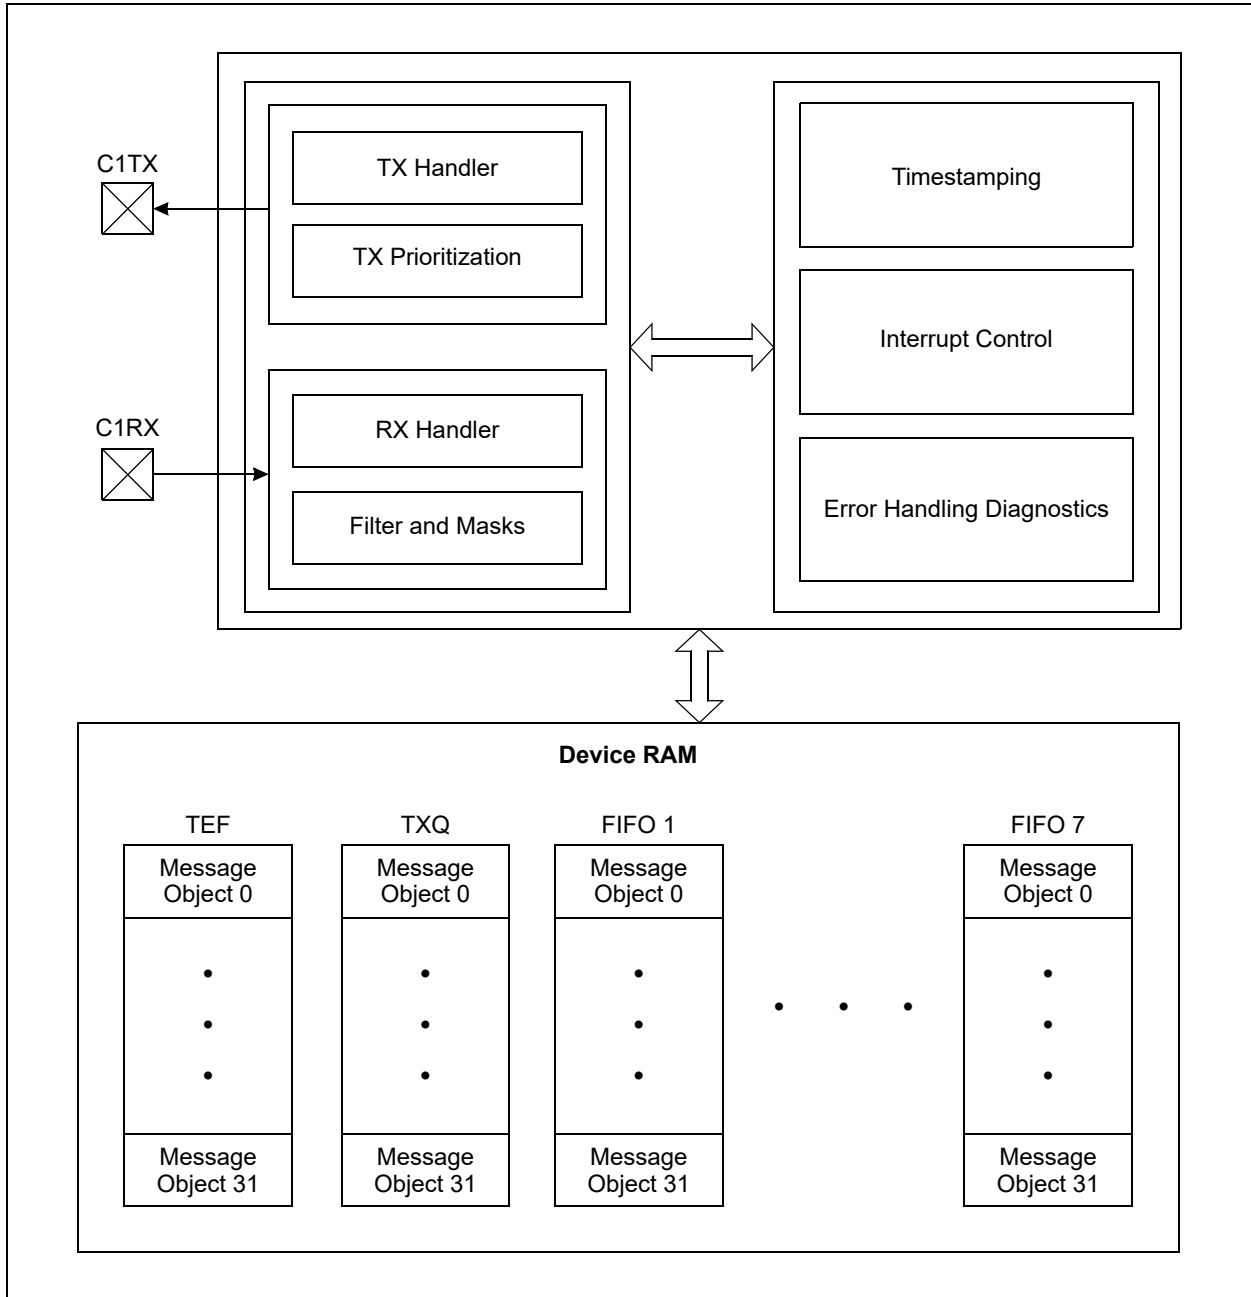 C1TX
TX Handler
TX Prioritization
C1RX
RX Handler
Filter and Masks
Timestamping
Interrupt Control
Error Handling Diagnostics
Device RAM
TEF
Message
Object 0
Message
Object 31
TXQ
Message
Object 0
Message
Object 31
FIFO 1
Message
Object 0
Message
Object 31
FIFO 7
Message
Object 0
Message
Object 31